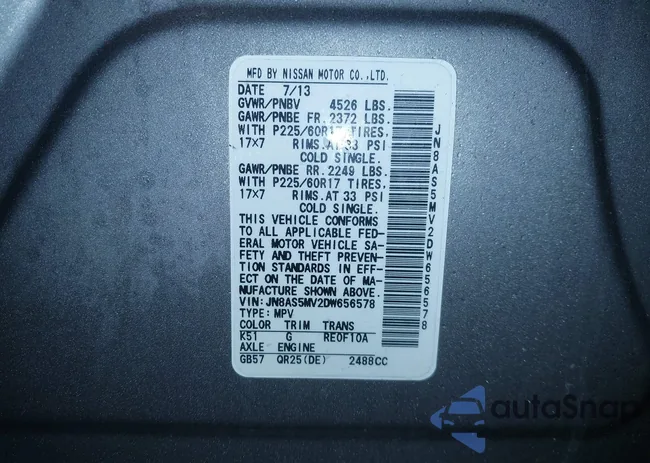 MFD BY NISSAN MOTOR CO.,LTD.
DATE 7/13
GVWR/PNBV 4526 LBS.
GAWR/PNBE FR. 2372 LBS.
WITH P225/60R17 TIRES.
17×7 RIMS.AT 33 PSI
COLD SINGLE.
GAWR/PNBE RR. 2249 LBS.
WITH P225/60R17 TIRES.
17×7 RIMS.AT 33 PSI
COLD SINGLE.
THIS VEHICLE CONFORMS
TO ALL APPLICABLE FED-
ERAL MOTOR VEHICLE SA-
FETY AND THEFT PREVEN-
TION STANDARDS IN EFF-
ECT ON THE DATE OF MA-
NUFACTURE SHOWN ABOVE.
VIN: JN8AS5MV2DW656578
TYPE: MPV
COLOR TRIM TRANS
K51 G RE0F10A
AXLE ENGINE
GB57 QR25(DE) 2488CC
JN8AS5MV2DW656578
autoSnap